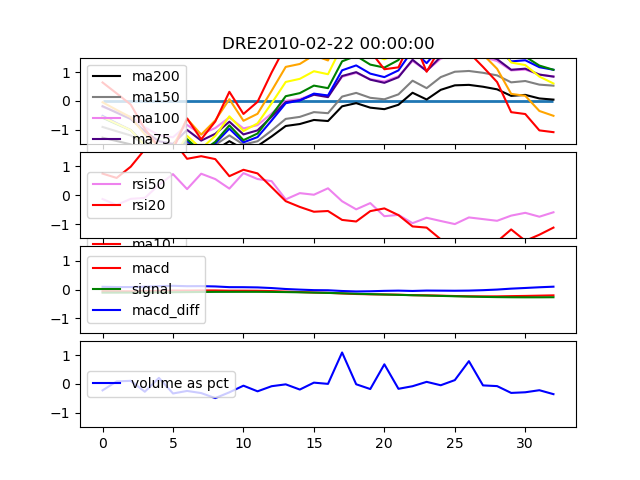 DRE2010-02-22 00:00:00
1
0
−1
ma200
ma150
ma100
ma75
1
0
−1
rsi50
rsi20
ma10
1
0
−1
macd
signal
macd_diff
1
0
−1
volume as pct
0 5 10 15 20 25 30